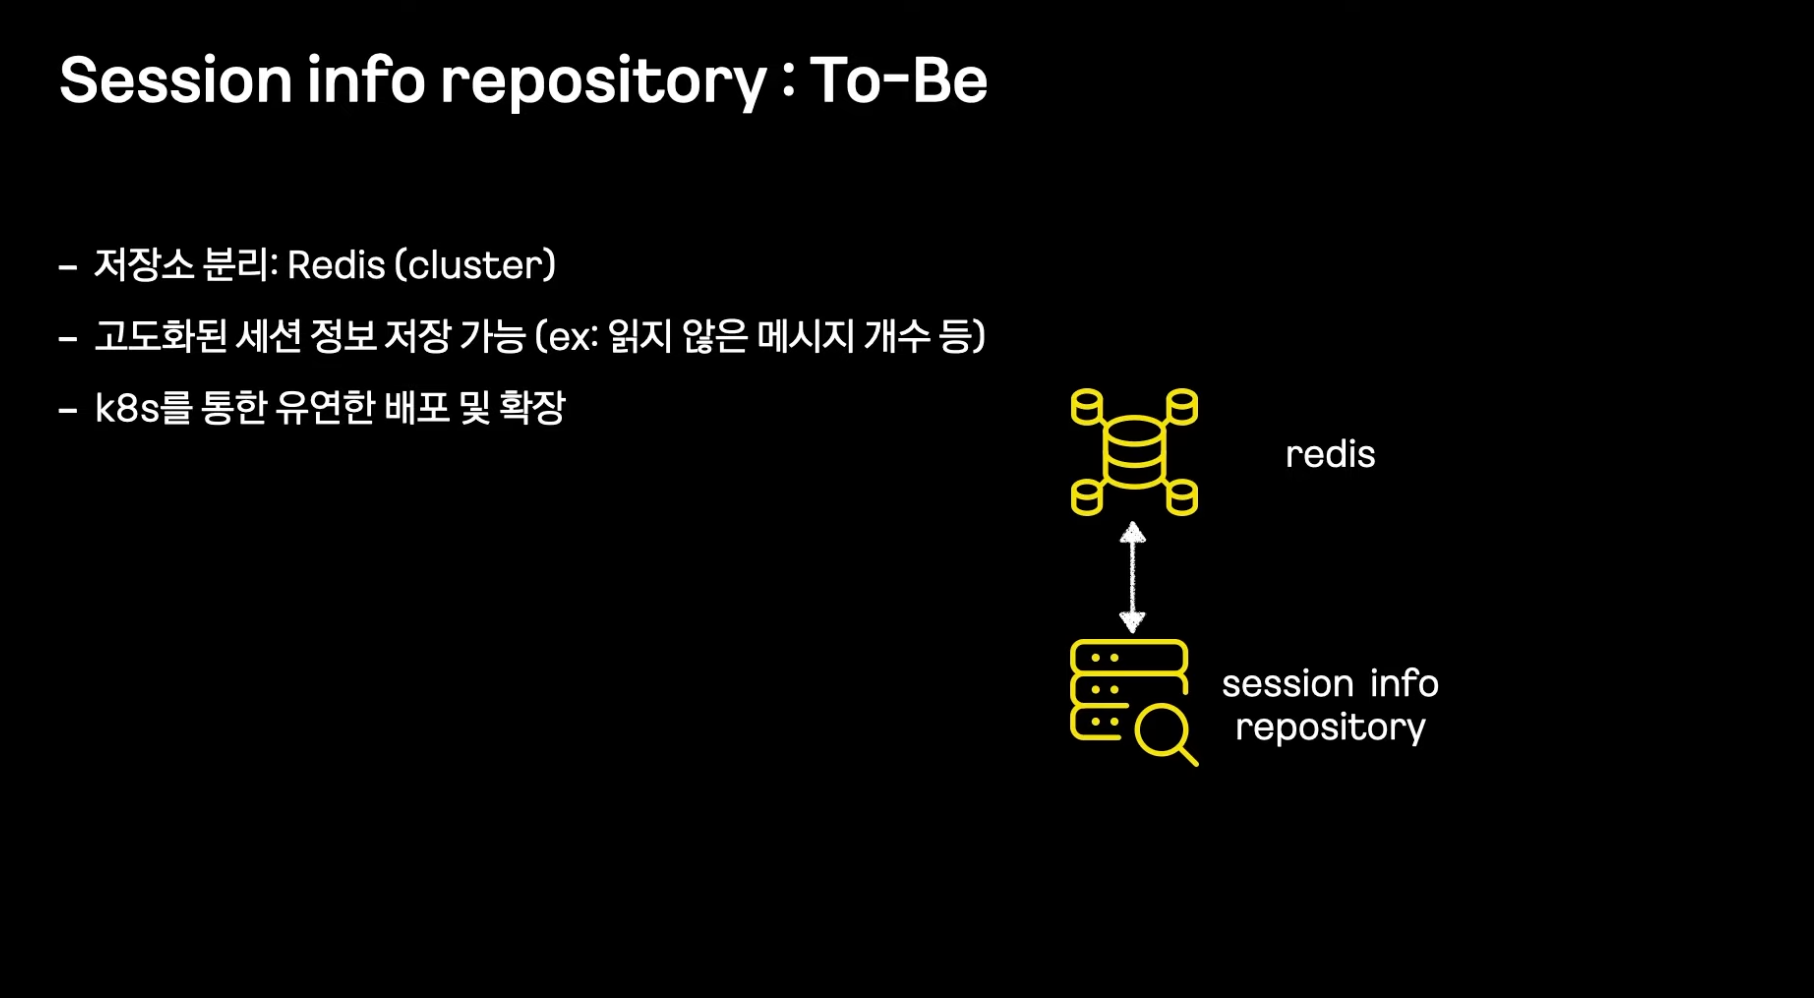 Session info repository : To-Be
- 저장소 분리: Redis (cluster)
- 고도화된 세션 정보 저장 가능 (ex: 읽지 않은 메시지 개수 등)
- k8s를 통한 유연한 배포 및 확장
redis
session info
repository